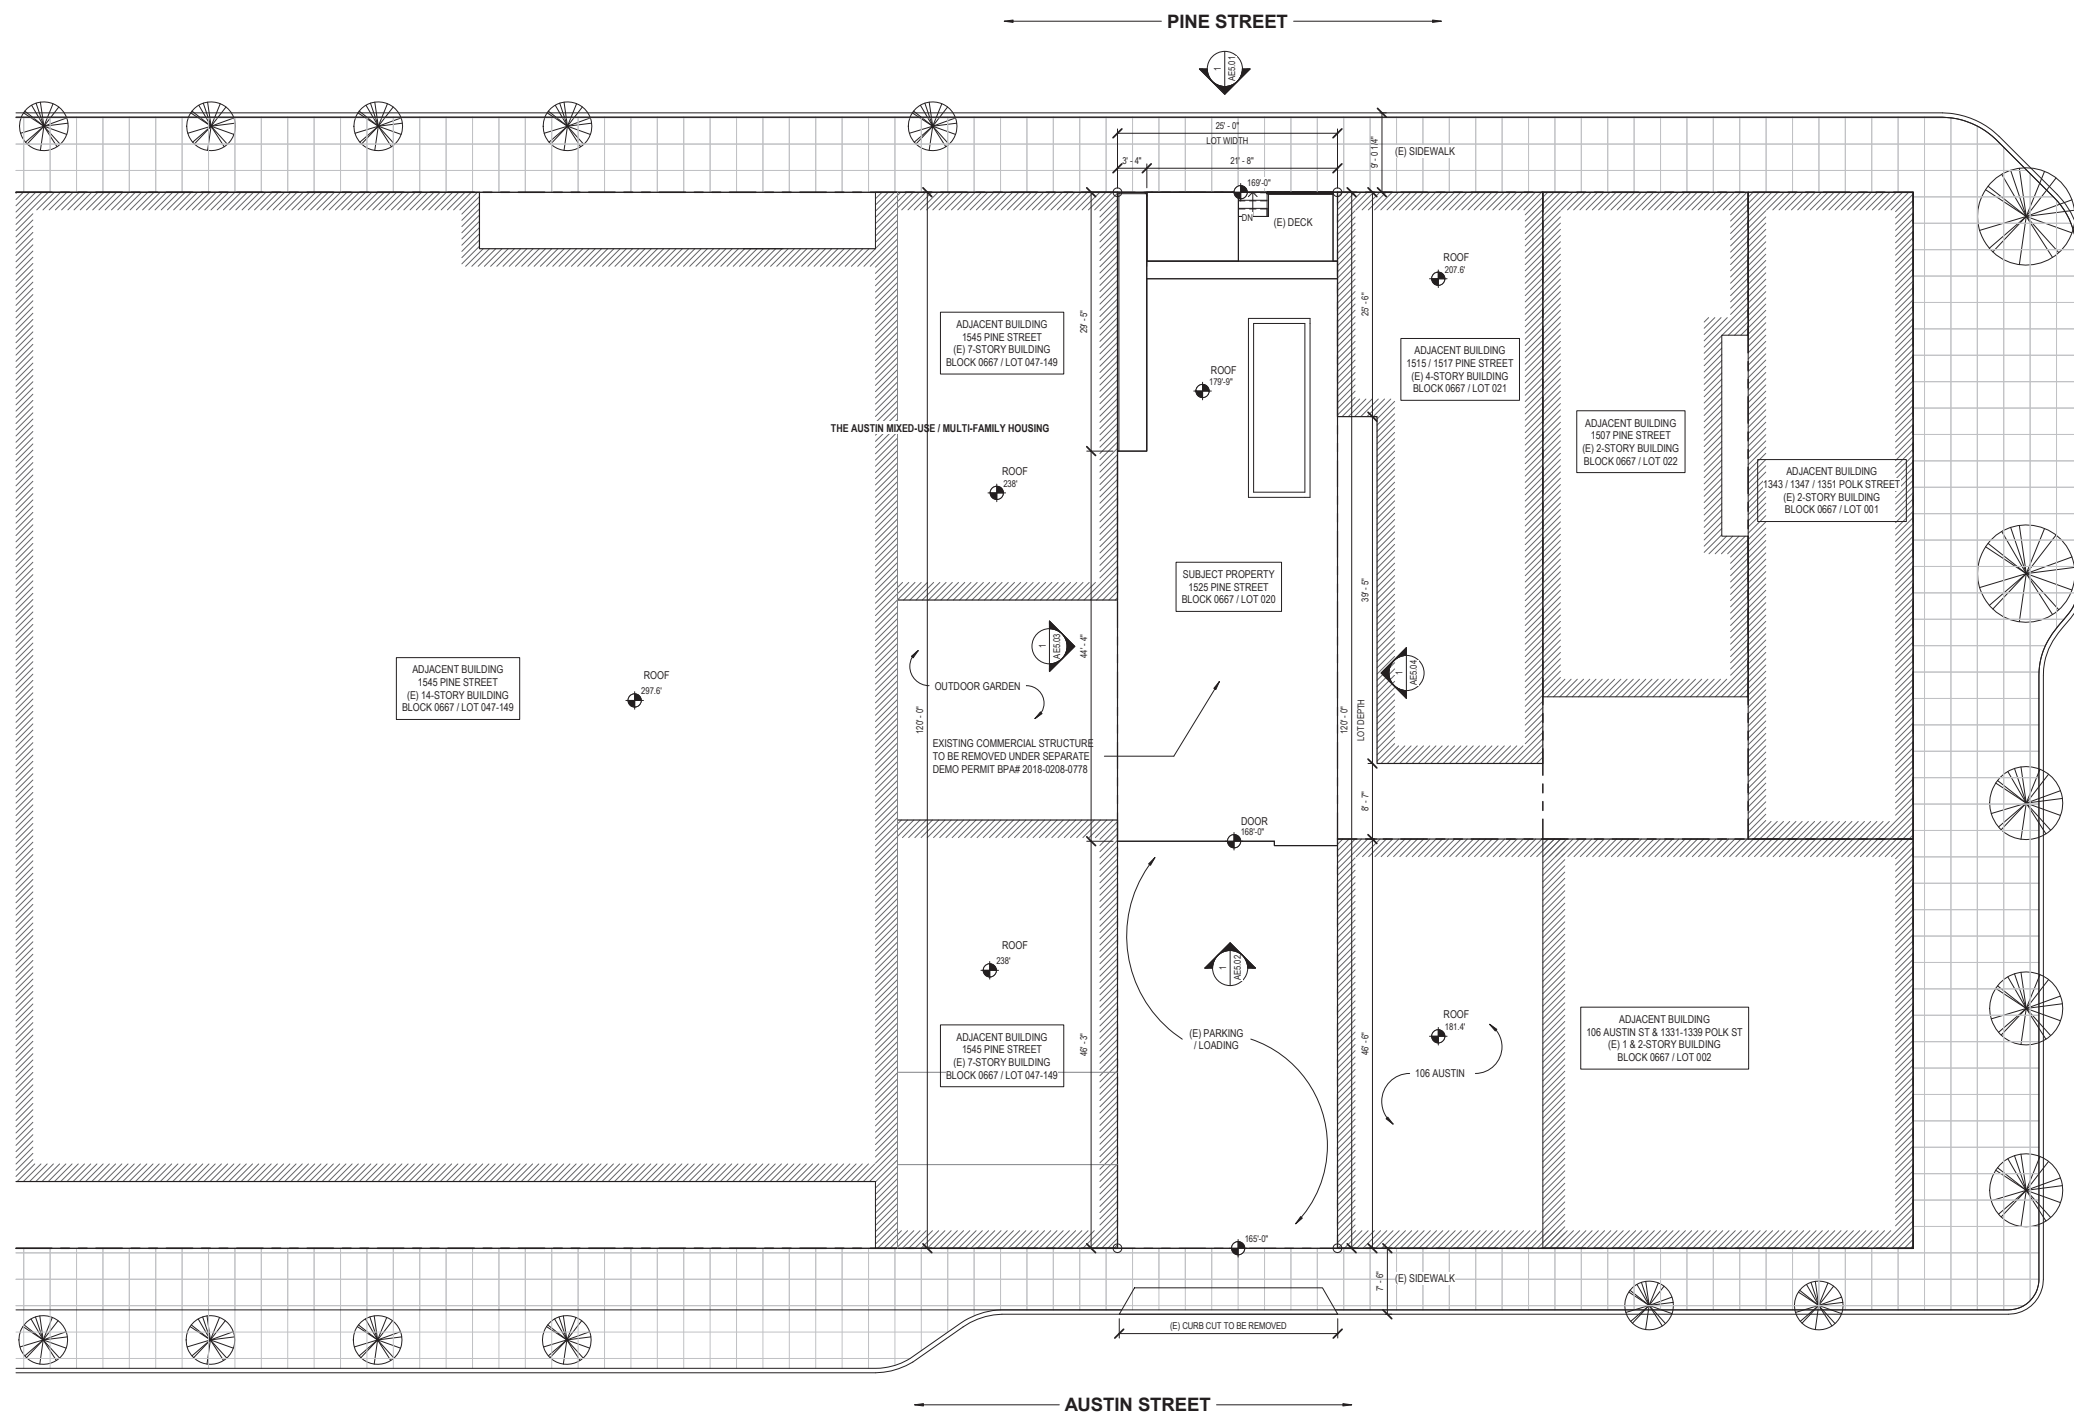 PINE STREET
1
AE5.01
25' - 0"
LOT WIDTH
3' - 4"
21' - 8"
9' - 0 1/4"
(E) SIDEWALK
169'-0"
DN
(E) DECK
ROOF
207.6'
29' - 5"
25' - 6"
ADJACENT BUILDING
1545 PINE STREET
(E) 7-STORY BUILDING
BLOCK 0667 / LOT 047-149
ROOF
179'-9"
ADJACENT BUILDING
1515 / 1517 PINE STREET
(E) 4-STORY BUILDING
BLOCK 0667 / LOT 021
THE AUSTIN MIXED-USE / MULTI-FAMILY HOUSING
ADJACENT BUILDING
1507 PINE STREET
(E) 2-STORY BUILDING
BLOCK 0667 / LOT 022
ROOF
238'
ADJACENT BUILDING
1343 / 1347 / 1351 POLK STREET
(E) 2-STORY BUILDING
BLOCK 0667 / LOT 001
SUBJECT PROPERTY
1525 PINE STREET
BLOCK 0667 / LOT 020
39' - 5"
1
AE5.03
44' - 4"
ADJACENT BUILDING
1545 PINE STREET
(E) 14-STORY BUILDING
BLOCK 0667 / LOT 047-149
ROOF
297.6'
OUTDOOR GARDEN
1
AE5.04
120' - 0"
120' - 0"
LOT DEPTH
EXISTING COMMERCIAL STRUCTURE
TO BE REMOVED UNDER SEPARATE
DEMO PERMIT BPA# 2018-0208-0778
8' - 7"
DOOR
168'-0"
ROOF
238'
1
AE5.02
ADJACENT BUILDING
1545 PINE STREET
(E) 7-STORY BUILDING
BLOCK 0667 / LOT 047-149
46' - 3"
(E) PARKING
/ LOADING
46' - 6"
ROOF
181.4'
106 AUSTIN
ADJACENT BUILDING
106 AUSTIN ST & 1331-1339 POLK ST
(E) 1 & 2-STORY BUILDING
BLOCK 0667 / LOT 002
165'-0"
7' - 6"
(E) SIDEWALK
(E) CURB CUT TO BE REMOVED
AUSTIN STREET